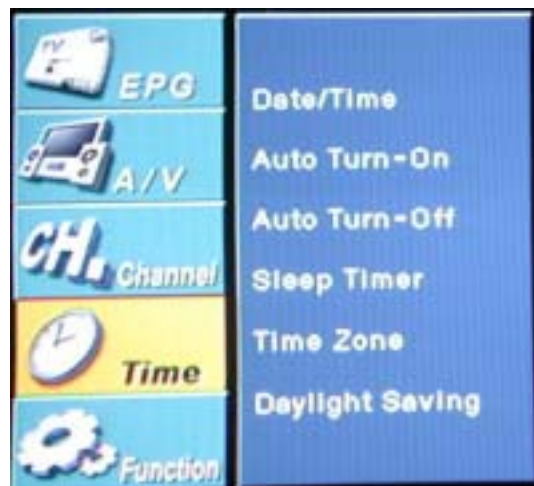 TV
EPG
A/V
CH. Channel
Time
Function
Date/Time
Auto Turn-On
Auto Turn-Off
Sleep Timer
Time Zone
Daylight Saving